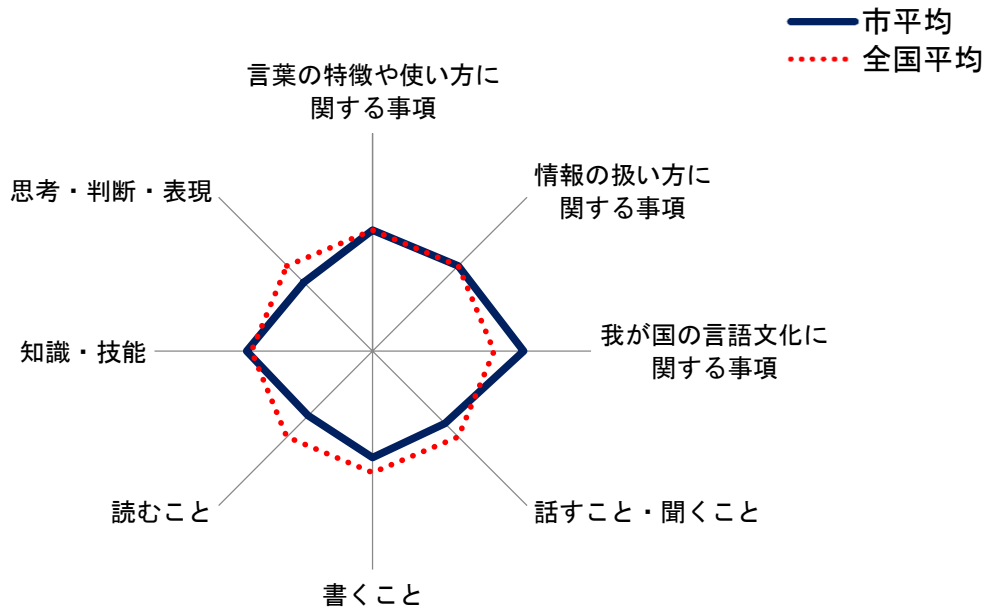 市平均
全国平均
言葉の特徴や使い方に
関する事項
情報の扱い方に
関する事項
我が国の言語文化に
関する事項
話すこと・聞くこと
書くこと
読むこと
知識・技能
思考・判断・表現